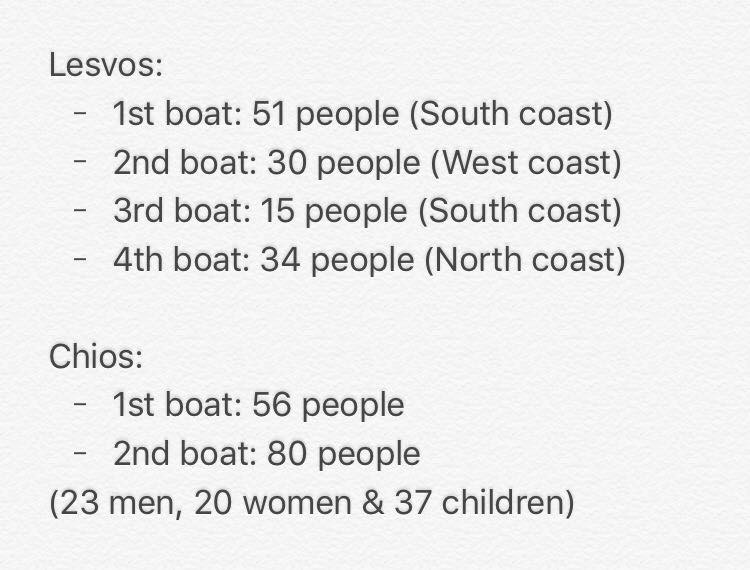 Lesvos:
- 1st boat: 51 people (South coast)
- 2nd boat: 30 people (West coast)
- 3rd boat: 15 people (South coast)
- 4th boat: 34 people (North coast)
Chios:
- 1st boat: 56 people
- 2nd boat: 80 people
(23 men, 20 women & 37 children)